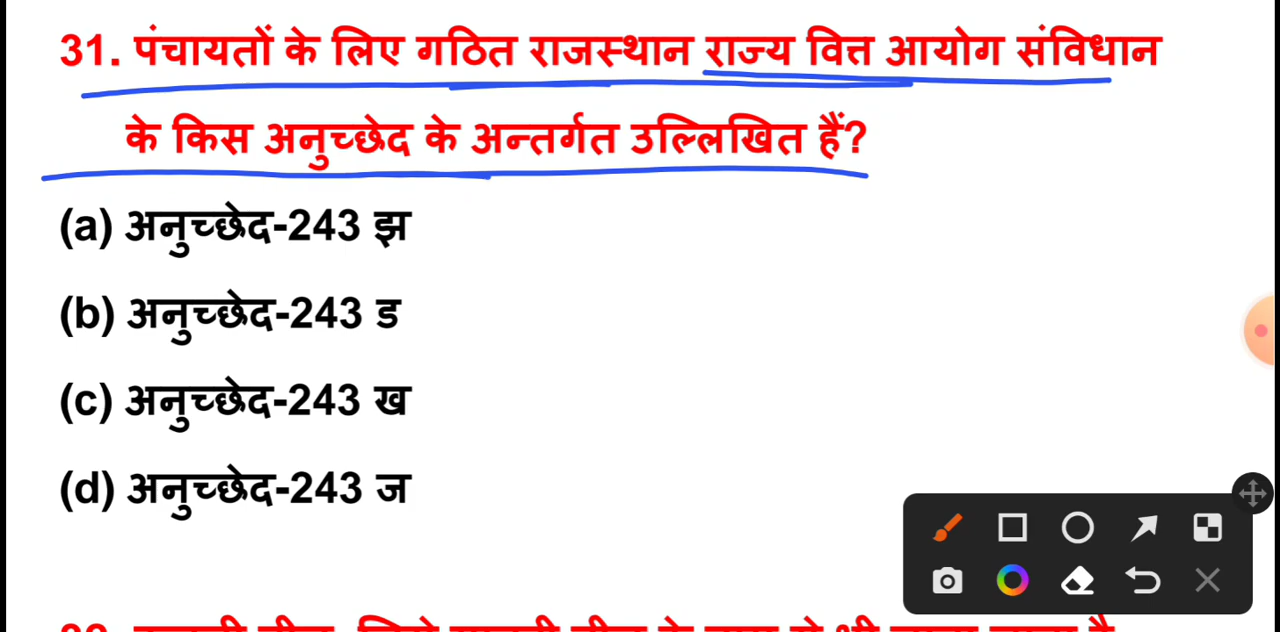 31. पंचायतों के लिए गठित राजस्थान राज्य वित्त आयोग संविधान
के किस अनुच्छेद के अन्तर्गत उल्लिखित हैं?
(a) अनुच्छेद-243 झ
(b) अनुच्छेद-243 ड
(c) अनुच्छेद-243 ख
(d) अनुच्छेद-243 ज